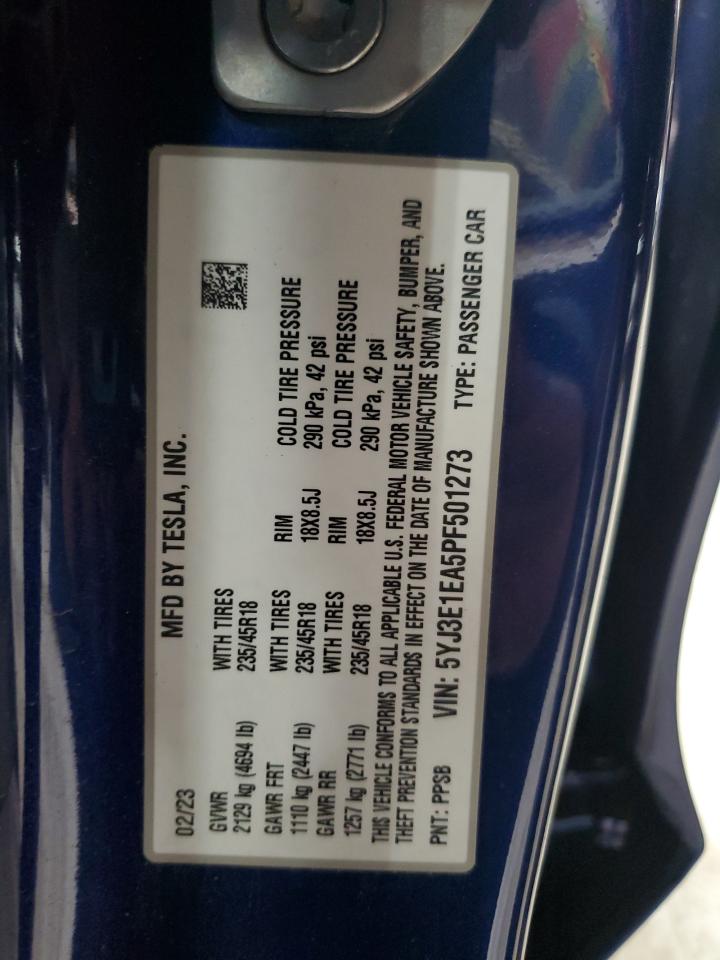 02/23 MFD BY TESLA, INC.
GVWR WITH TIRES
2129 kg (4694 lb) 235/45R18
GAWR FRT WITH TIRES RIM COLD TIRE PRESSURE
1110 kg (2447 lb) 235/45R18 18X8.5J 290 kPa, 42 psi
GAWR RR WITH TIRES RIM COLD TIRE PRESSURE
1257 kg (2771 lb) 235/45R18 18X8.5J 290 kPa, 42 psi
THIS VEHICLE CONFORMS TO ALL APPLICABLE U.S. FEDERAL MOTOR VEHICLE SAFETY, BUMPER, AND
THEFT PREVENTION STANDARDS IN EFFECT ON THE DATE OF MANUFACTURE SHOWN ABOVE.
PNT: PPSB VIN: 5YJ3E1EA5PF501273 TYPE: PASSENGER CAR